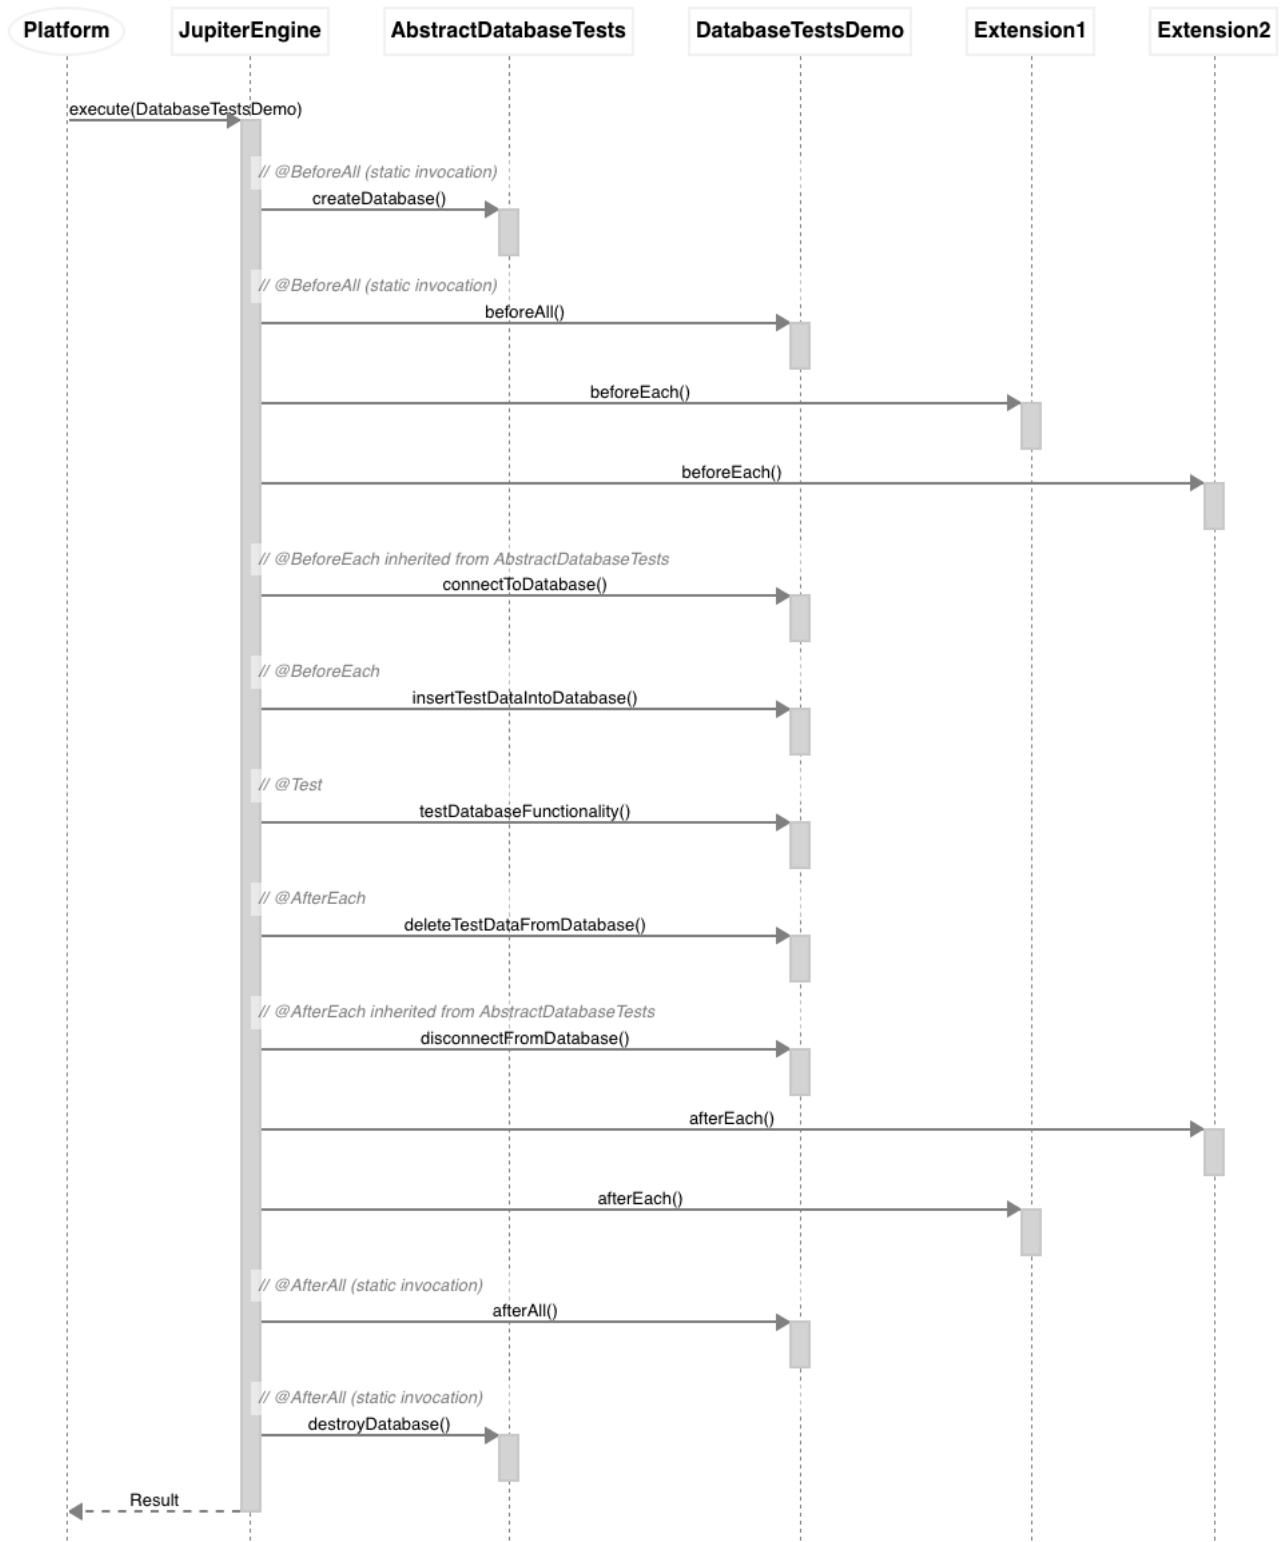 Platform JupiterEngine AbstractDatabaseTests DatabaseTestsDemo Extension1 Extension2
execute(DatabaseTestsDemo)
// @BeforeAll (static invocation)
createDatabase()
// @BeforeAll (static invocation)
beforeAll()
beforeEach()
beforeEach()
// @BeforeEach inherited from AbstractDatabaseTests
connectToDatabase()
// @BeforeEach
insertTestDataIntoDatabase()
// @Test
testDatabaseFunctionality()
// @AfterEach
deleteTestDataFromDatabase()
// @AfterEach inherited from AbstractDatabaseTests
disconnectFromDatabase()
afterEach()
afterEach()
// @AfterAll (static invocation)
afterAll()
// @AfterAll (static invocation)
destroyDatabase()
Result